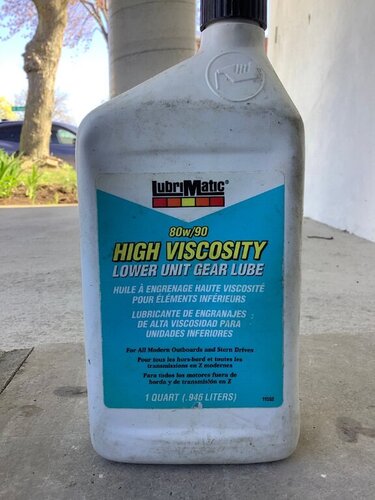 LubriMatic®
80w/90
HIGH VISCOSITY
LOWER UNIT GEAR LUBE
HUILE À ENGRENAGE HAUTE VISCOSITÉ
POUR ÉLÉMENTS INFÉRIEURS
LUBRICANTE DE ENGRANAJES
DE ALTA VISCOSIDAD PARA
UNIDADES INFERIORES
For All Modern Outboards and Stern Drives
Pour tous les hors-bord et toutes les
transmissions en Z modernes
Para todos los motores fuera de
borda y de transmisión en Z
1 QUART (.946 LITERS)